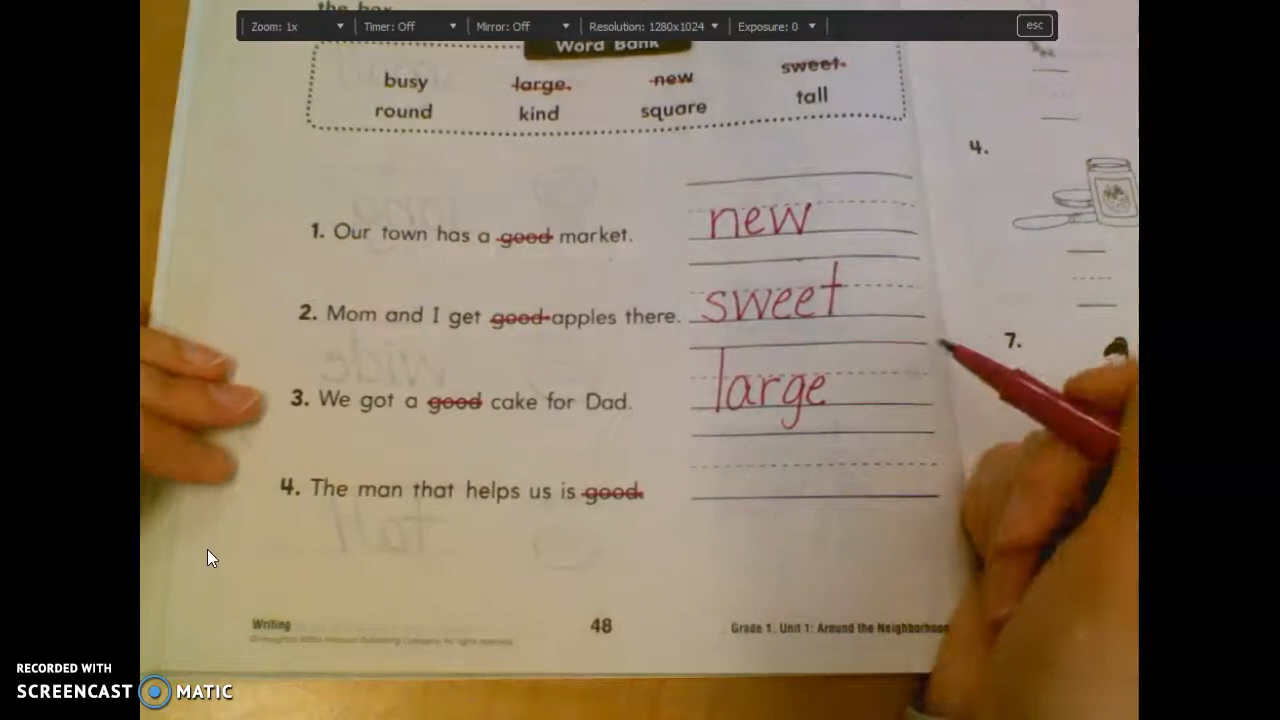 the box.
Zoom: 1x Timer: Off Mirror: Off Resolution: 1280x1024 Exposure: 0 esc
Word Bank
busy large new sweet
round kind square tall
4.
1. Our town has a good market. new
2. Mom and I get good apples there. sweet
7.
3. We got a good cake for Dad. large
4. The man that helps us is good.
Writing 48 Grade 1, Unit 1: Around the Neighborhood
RECORDED WITH
SCREENCAST MATIC